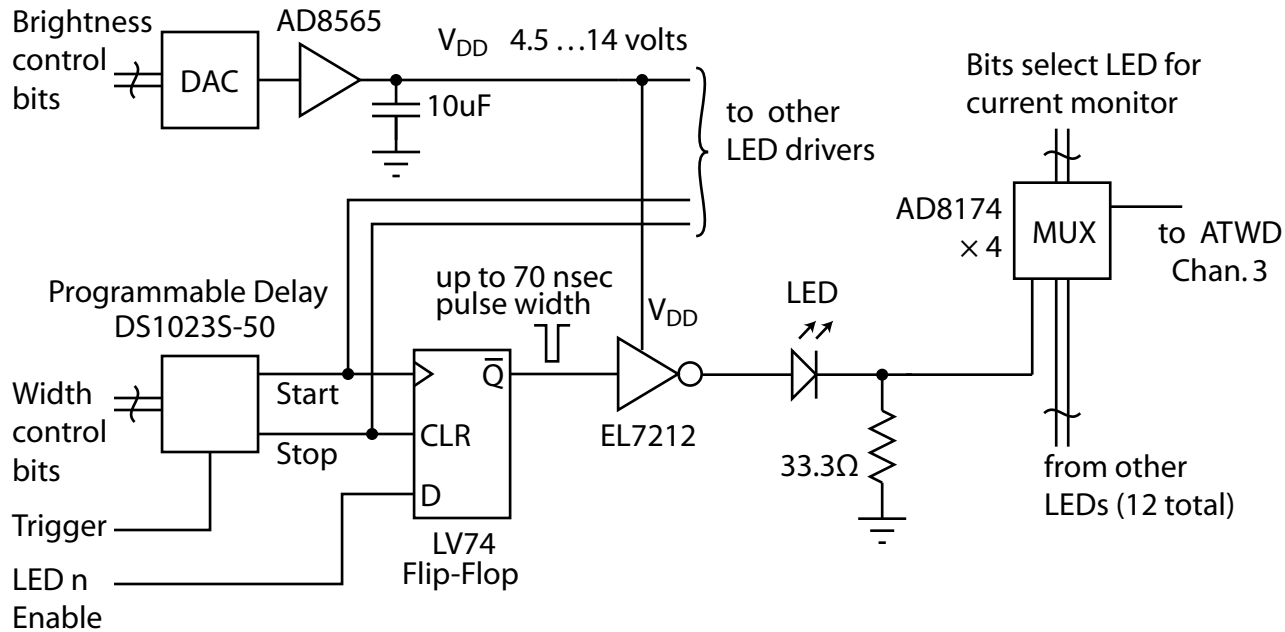 Brightness
control
bits
DAC
AD8565
V_DD 4.5 ...14 volts
10uF
to other
LED drivers
Bits select LED for
current monitor
AD8174
× 4
MUX
to ATWD
Chan. 3
Programmable Delay
DS1023S-50
up to 70 nsec
pulse width
V_DD
LED
Width
control
bits
Start
Stop
Q̅
CLR
D
EL7212
33.3Ω
from other
LEDs (12 total)
Trigger
LV74
Flip-Flop
LED n
Enable